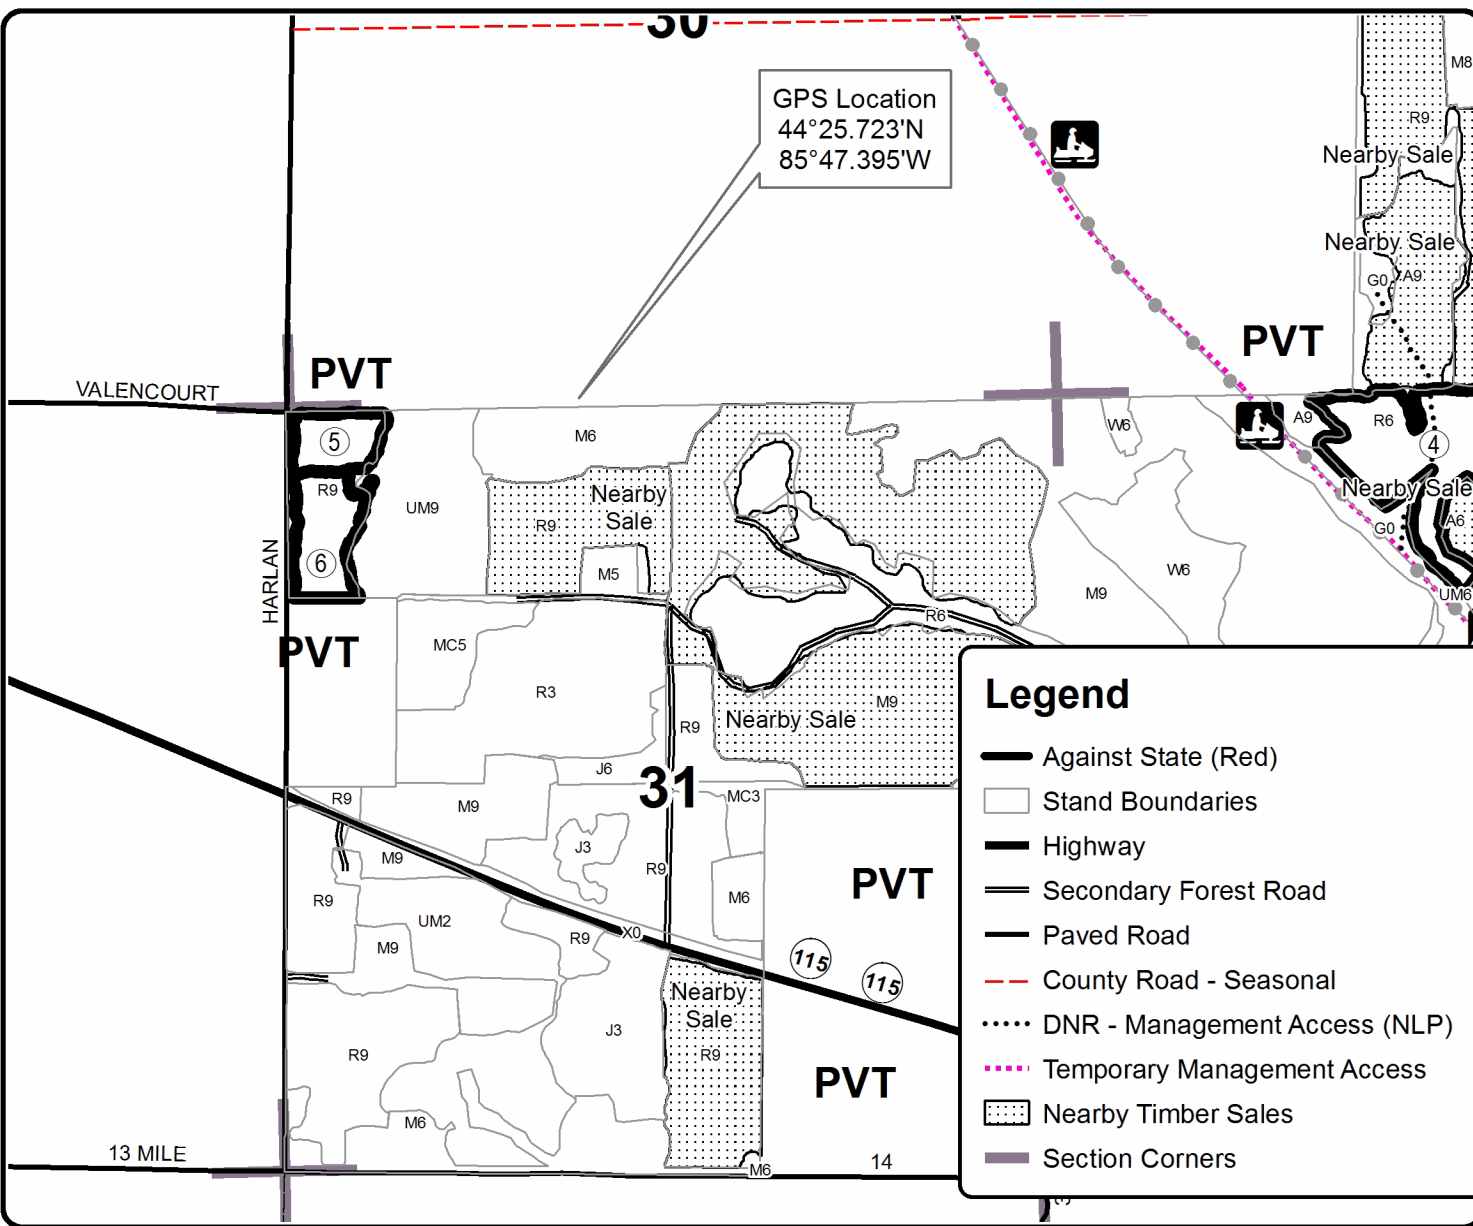 30
M8
GPS Location
44°25.723'N
85°47.395'W
R9
Nearby Sale
Nearby Sale
G0
A9
PVT
PVT
VALENCOURT
5
M6
W6
A9
R6
4
R9
UM9
Nearby
Sale
R9
Nearby Sale
G0
A6
HARLAN
6
M5
M9
W6
UM6
PVT
MC5
R6
R3
M9
R9
Nearby Sale
J6
31
R9
M9
MC3
J3
M9
R9
PVT
R9
M6
UM2
X0
R9
M9
115
115
Nearby
Sale
J3
R9
R9
PVT
M6
13 MILE
M6
14
Legend
Against State (Red)
Stand Boundaries
Highway
Secondary Forest Road
Paved Road
County Road - Seasonal
DNR - Management Access (NLP)
Temporary Management Access
Nearby Timber Sales
Section Corners